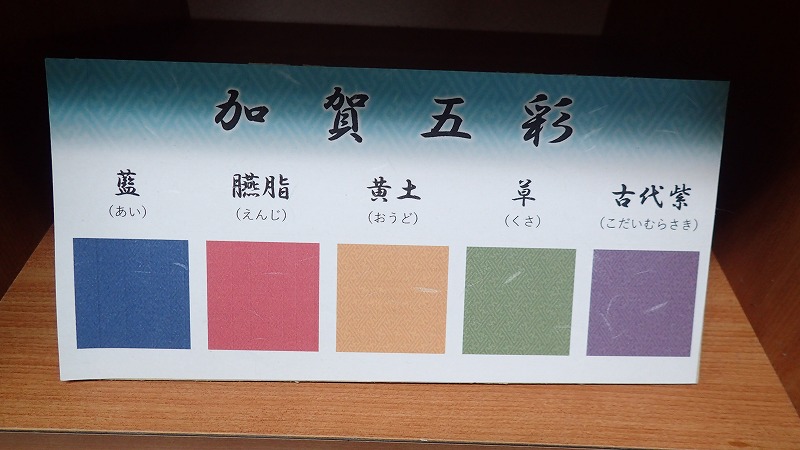 加賀五彩
藍 臙脂 黄土 草 古代紫
（あい） （えんじ） （おうど） （くさ） （こだいむらさき）